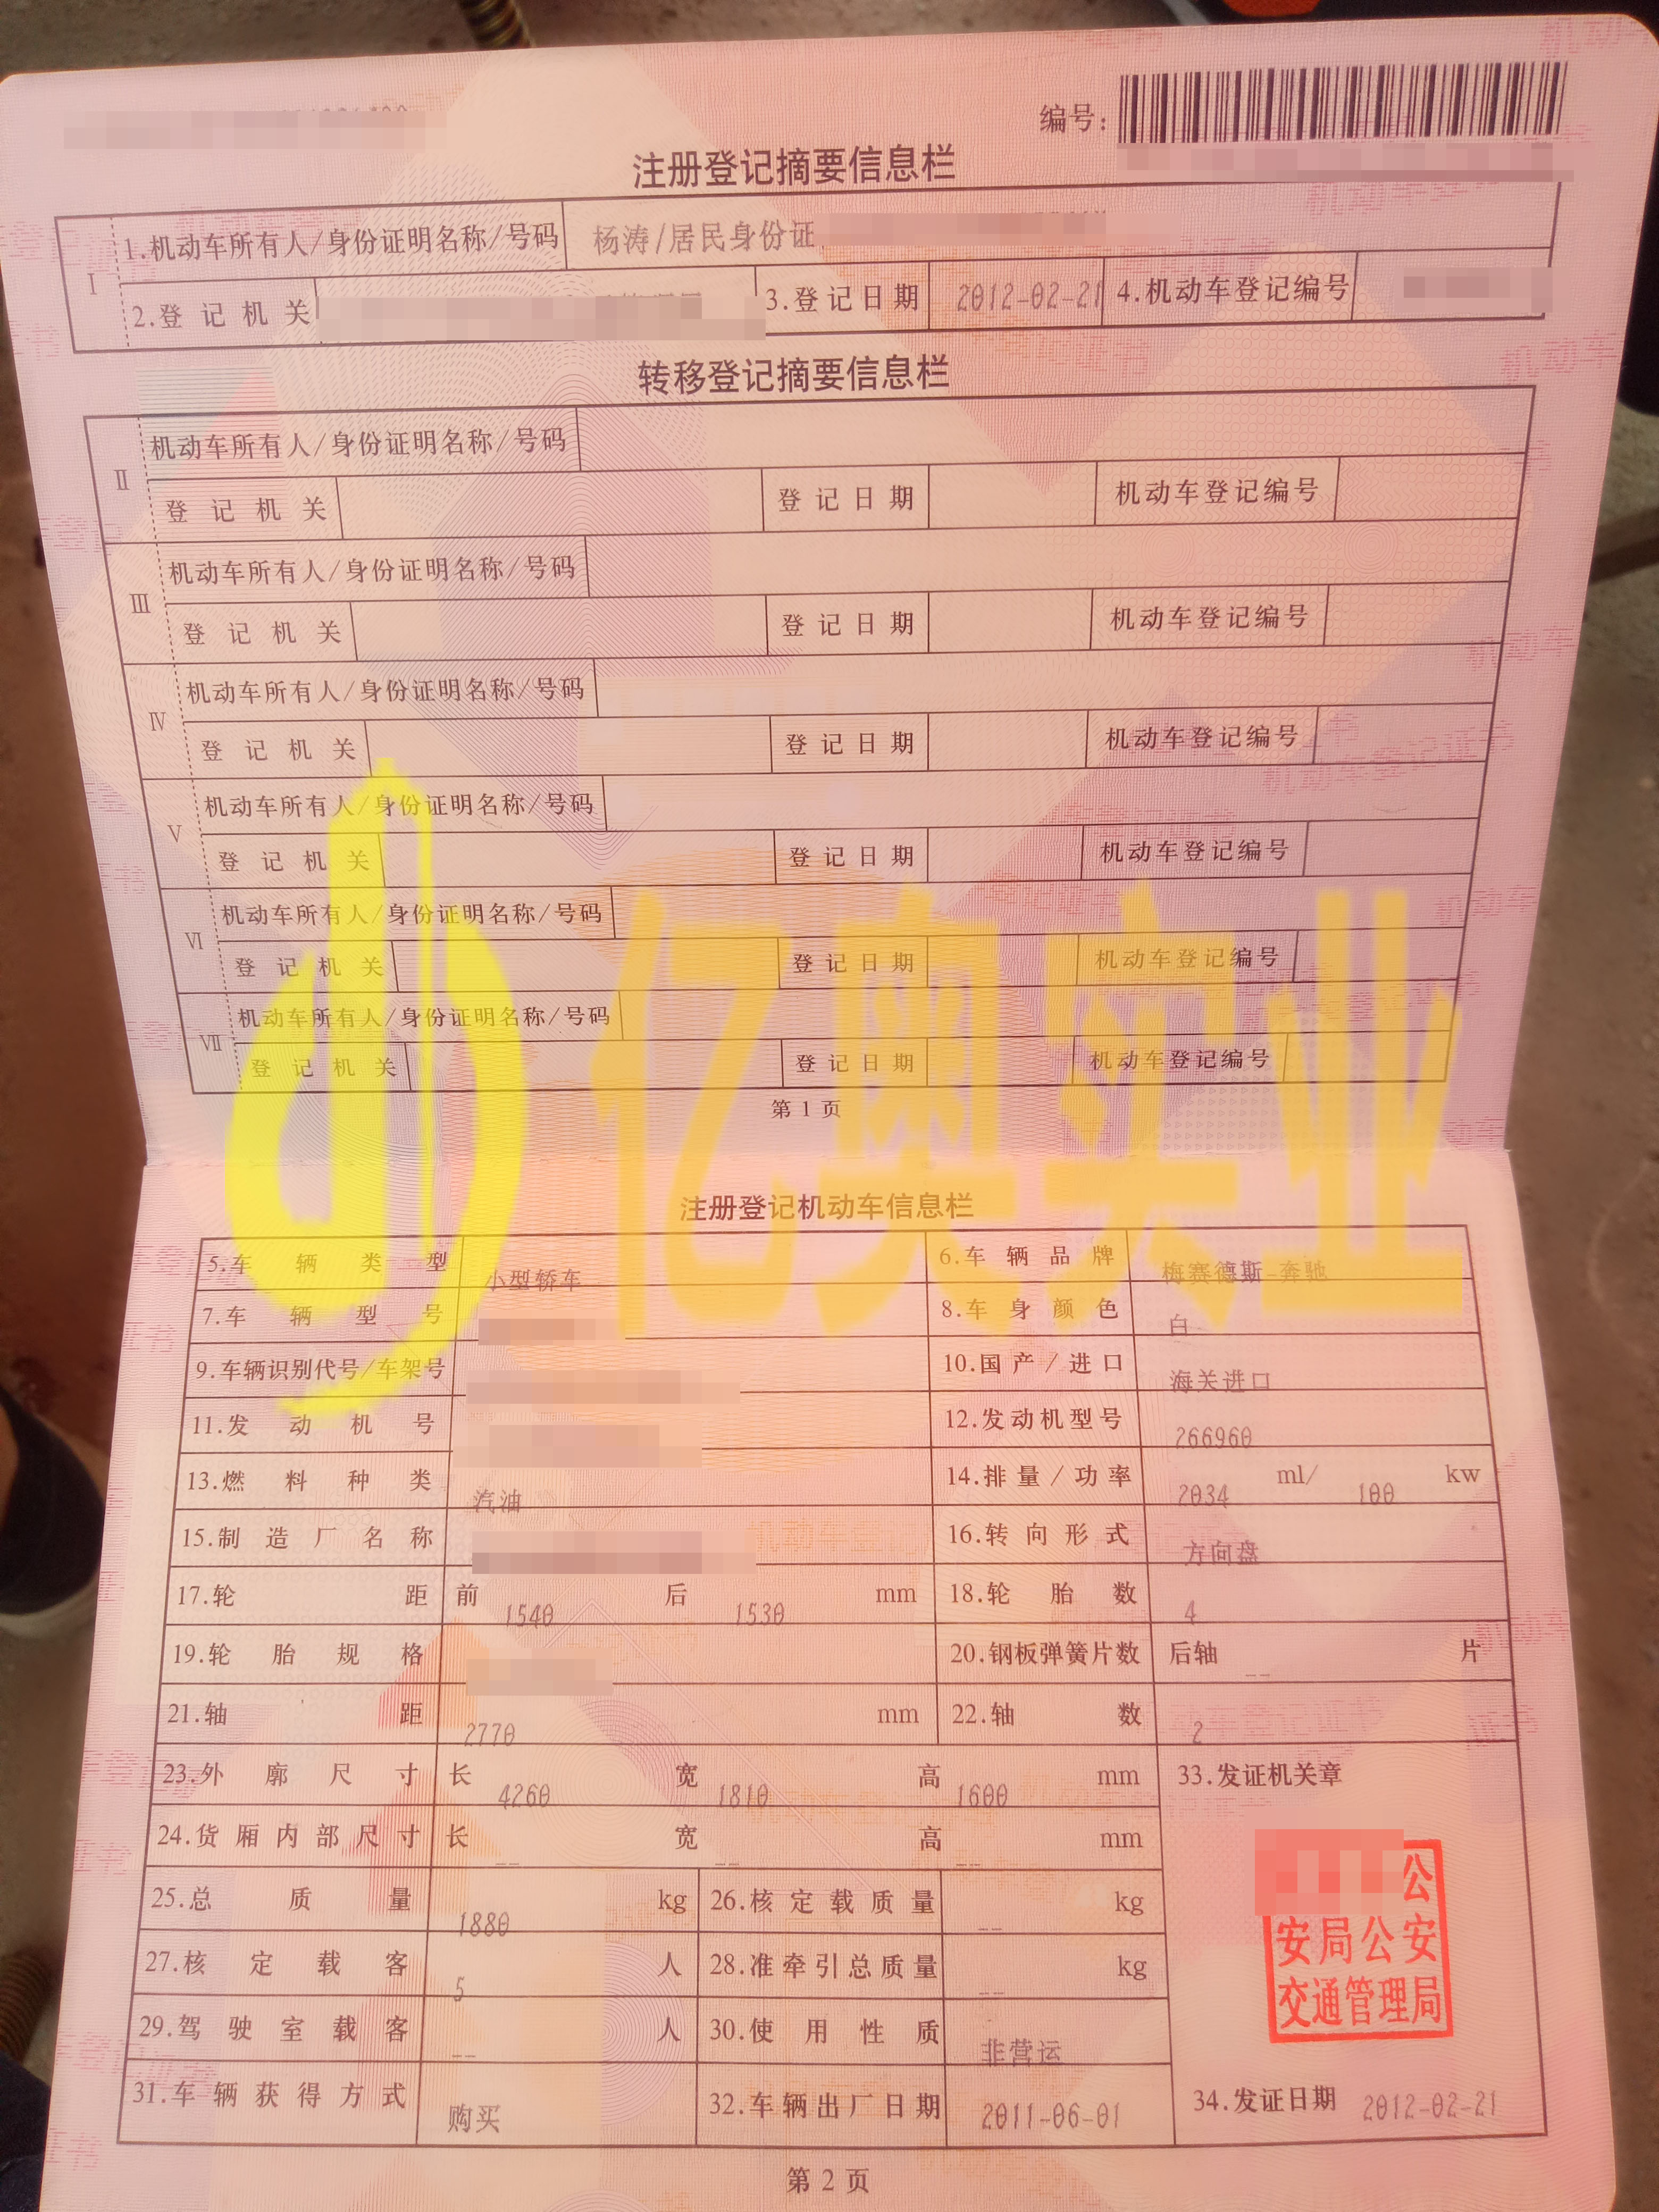 编号:
注册登记摘要信息栏
Ⅰ 1.机动车所有人/身份证明名称/号码 杨涛/居民身份证
2.登记机关 3.登记日期 2012-02-21 4.机动车登记编号
转移登记摘要信息栏
Ⅱ 机动车所有人/身份证明名称/号码
登记机关 登记日期 机动车登记编号
Ⅲ 机动车所有人/身份证明名称/号码
登记机关 登记日期 机动车登记编号
Ⅳ 机动车所有人/身份证明名称/号码
登记机关 登记日期 机动车登记编号
Ⅴ 机动车所有人/身份证明名称/号码
登记机关 登记日期 机动车登记编号
Ⅵ 机动车所有人/身份证明名称/号码
登记机关 登记日期 机动车登记编号
Ⅶ 机动车所有人/身份证明名称/号码
登记机关 登记日期 机动车登记编号
亿奥实业
第 1 页
注册登记机动车信息栏
5.车辆类型 小型轿车 6.车辆品牌 梅赛德斯-奔驰
7.车辆型号 8.车身颜色 白
9.车辆识别代号/车架号 10.国产/进口 海关进口
11.发动机号 12.发动机型号 266960
13.燃料种类 汽油 14.排量/功率 2034 ml/ 100 kw
15.制造厂名称 16.转向形式 方向盘
17.轮距 前 1540 后 1530 mm 18.轮胎数 4
19.轮胎规格 20.钢板弹簧片数 后轴 -- 片
21.轴距 2770 mm 22.轴数 2
23.外廓尺寸 长 4260 宽 1810 高 1600 mm 33.发证机关章
24.货厢内部尺寸 长 -- 宽 -- 高 -- mm
25.总质量 1880 kg 26.核定载质量 -- kg
27.核定载客 5 人 28.准牵引总质量 -- kg
29.驾驶室载客 -- 人 30.使用性质 非营运
公
安局公安
交通管理局
31.车辆获得方式 购买 32.车辆出厂日期 2011-06-01 34.发证日期 2012-02-21
第 2 页